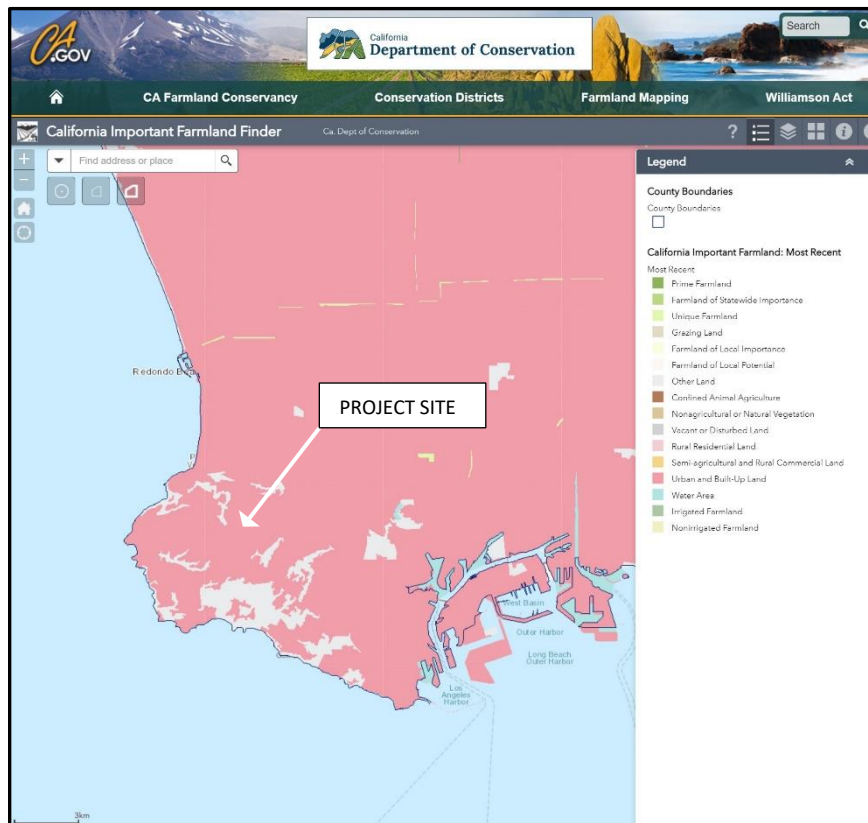 CA
.GOV
California
Department of Conservation
Search
CA Farmland Conservancy
Conservation Districts
Farmland Mapping
Williamson Act
California Important Farmland Finder
Ca. Dept of Conservation
?
Find address or place
Legend
County Boundaries
County Boundaries
California Important Farmland: Most Recent
Most Recent
Prime Farmland
Farmland of Statewide Importance
Unique Farmland
Grazing Land
Farmland of Local Importance
Farmland of Local Potential
Other Land
Confined Animal Agriculture
Nonagricultural or Natural Vegetation
Vacant or Disturbed Land
Rural Residential Land
Semi-agricultural and Rural Commercial Land
Urban and Built-Up Land
Water Area
Irrigated Farmland
Nonirrigated Farmland
Redondo
PROJECT SITE
West Basin
Outer Harbor
Long Beach
Outer Harbor
Los
Angeles
Harbor
3km